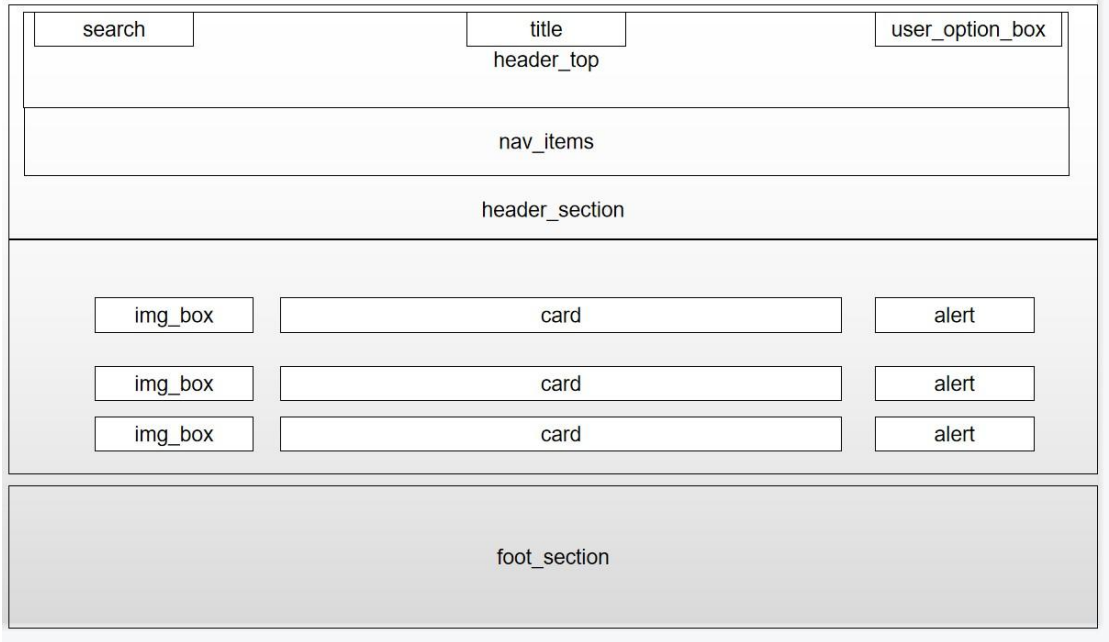 search title user_option_box
header_top
nav_items
header_section
img_box card alert
img_box card alert
img_box card alert
foot_section